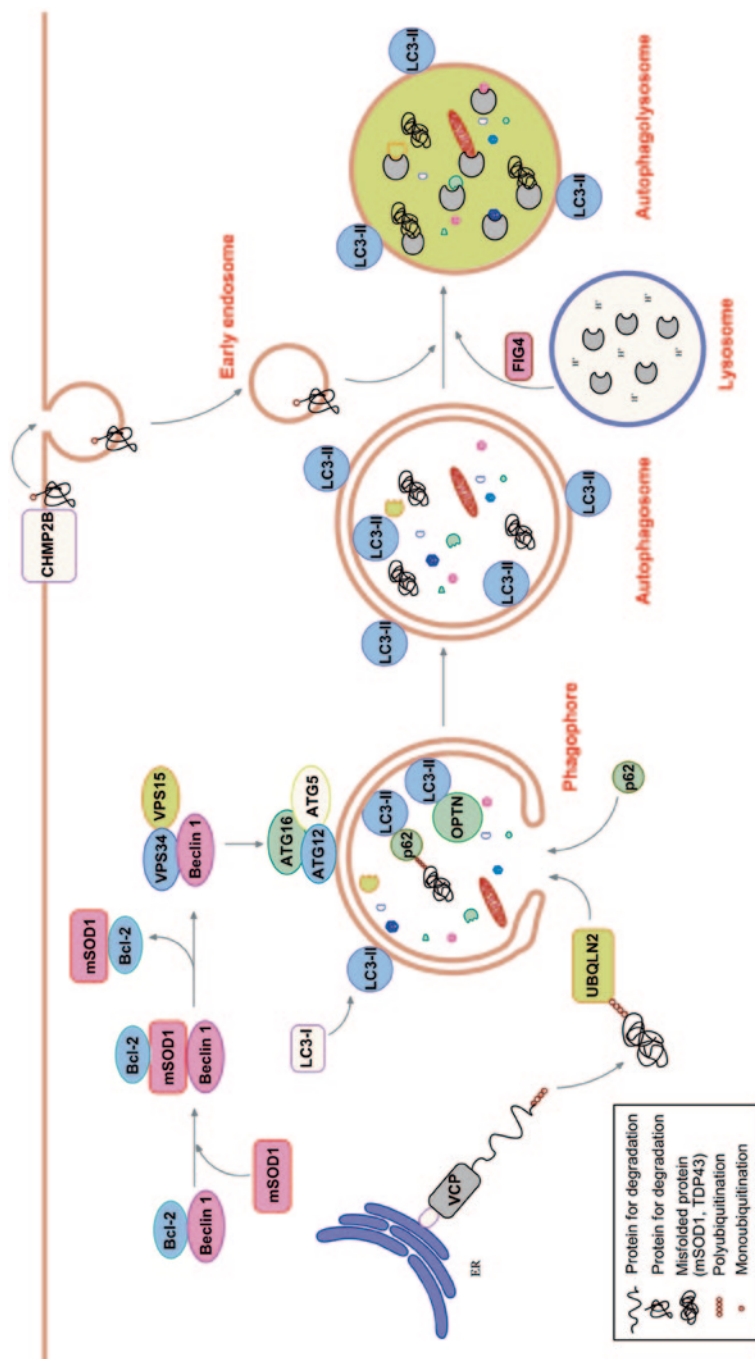 CHMP2B
Early endosome
Bcl-2
Beclin 1
mSOD1
Bcl-2
mSOD1
Beclin 1
mSOD1
Bcl-2
VPS34
VPS15
Beclin 1
ATG16
ATG5
ATG12
LC3-I
LC3-II
LC3-II
LC3-II
p62
OPTN
Phagophore
p62
UBQLN2
VCP
ER
LC3-II
LC3-II
LC3-II
LC3-II
LC3-II
Autophagosome
FIG4
H+
H+
H+
H+
H+
Lysosome
LC3-II
LC3-II
LC3-II
Autophagolysosome
Protein for degradation
Protein for degradation
Misfolded protein
(mSOD1, TDP43)
Polyubiquitination
Monoubiquitination